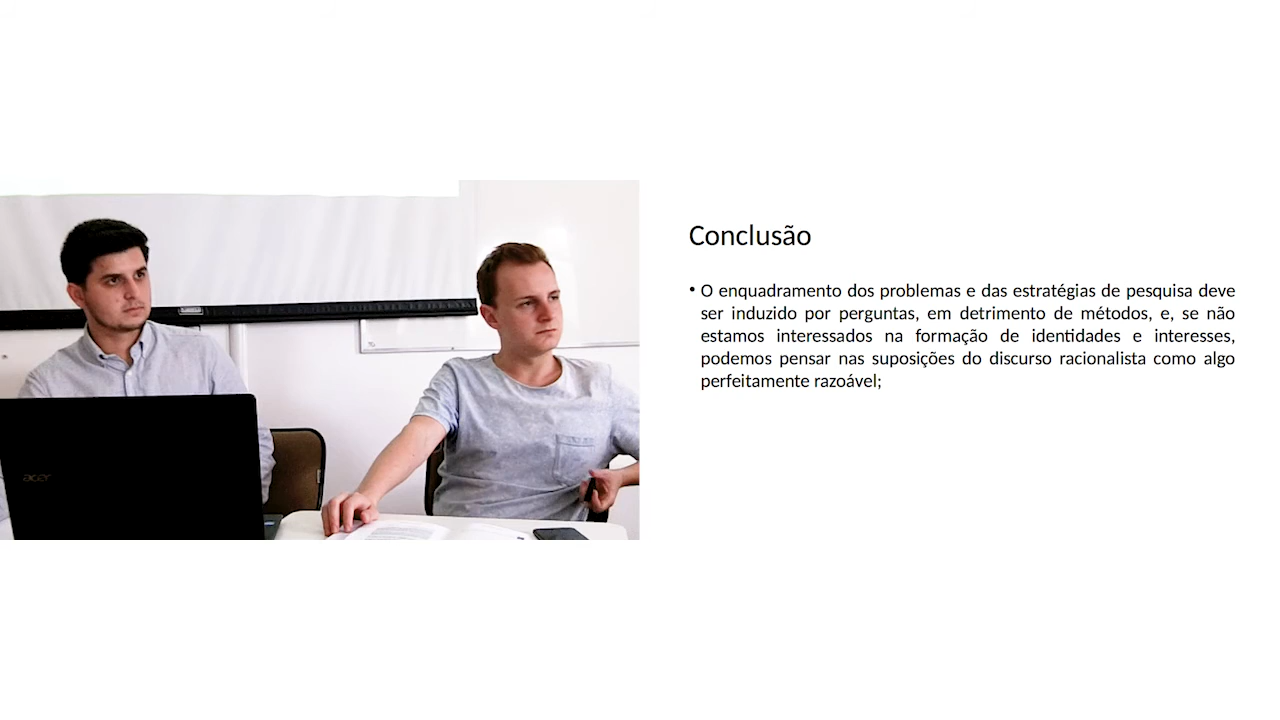 Conclusão
• O enquadramento dos problemas e das estratégias de pesquisa deve
ser induzido por perguntas, em detrimento de métodos, e, se não
estamos interessados na formação de identidades e interesses,
podemos pensar nas suposições do discurso racionalista como algo
perfeitamente razoável;
acer